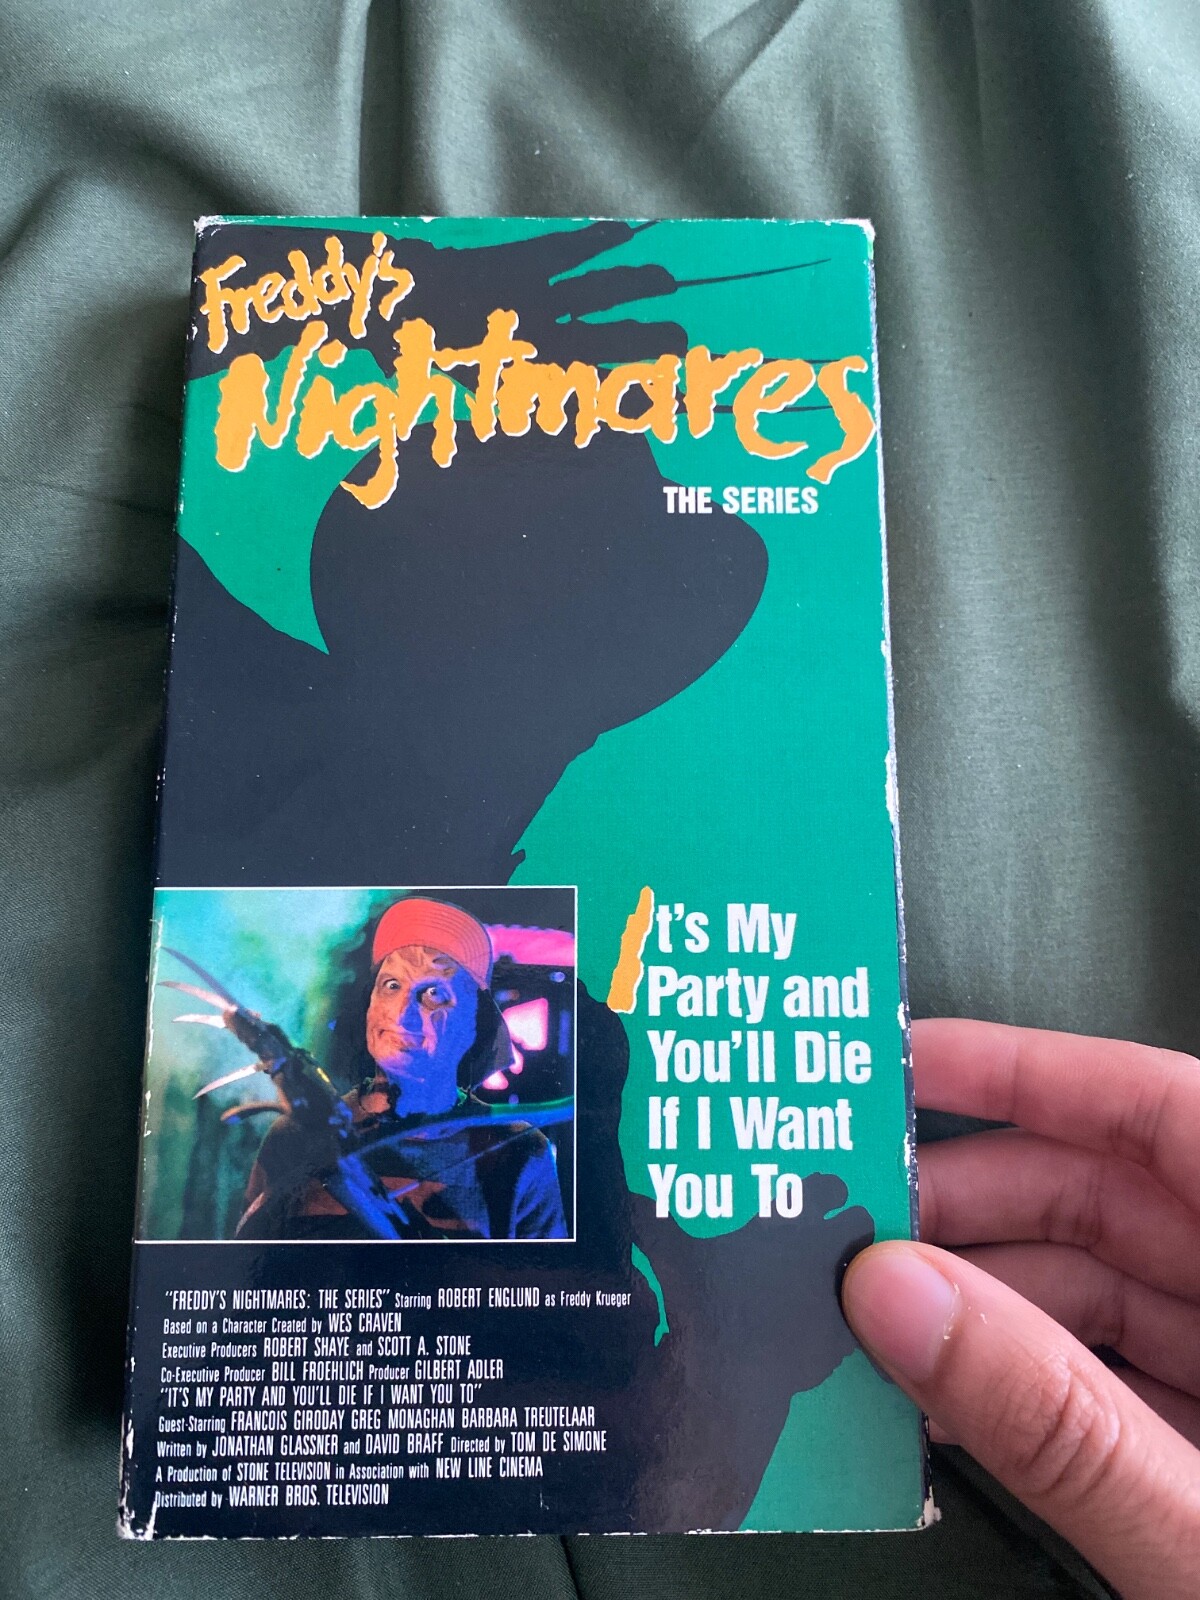 Freddy's
Nightmares
THE SERIES
It's My
Party and
You'll Die
If I Want
You To
"FREDDY'S NIGHTMARES: THE SERIES" Starring ROBERT ENGLUND as Freddy Krueger
Based on a Character Created by WES CRAVEN
Executive Producers ROBERT SHAYE and SCOTT A. STONE
Co-Executive Producer BILL FROEHLICH Producer GILBERT ADLER
"IT'S MY PARTY AND YOU'LL DIE IF I WANT YOU TO"
Guest-Starring FRANCOIS GIRODAY GREG MONAGHAN BARBARA TREUTELAAR
Written by JONATHAN GLASSNER and DAVID BRAFF Directed by TOM DE SIMONE
A Production of STONE TELEVISION in Association with NEW LINE CINEMA
Distributed by WARNER BROS. TELEVISION